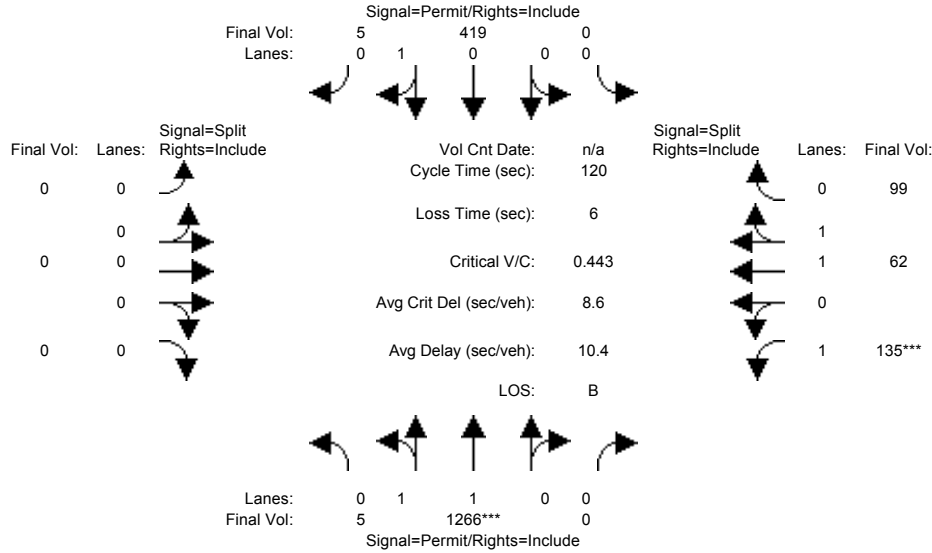 Signal=Permit/Rights=Include
Final Vol: 5 419 0
Lanes: 0 1 0 0 0
Signal=Split Signal=Split
Final Vol: Lanes: Rights=Include Vol Cnt Date: n/a Rights=Include Lanes: Final Vol:
Cycle Time (sec): 120
0 0 0 99
Loss Time (sec): 6
0 1
0 0 Critical V/C: 0.443 1 62
0 Avg Crit Del (sec/veh): 8.6 0
0 0 Avg Delay (sec/veh): 10.4 1 135***
LOS: B
Lanes: 0 1 1 0 0
Final Vol: 5 1266*** 0
Signal=Permit/Rights=Include